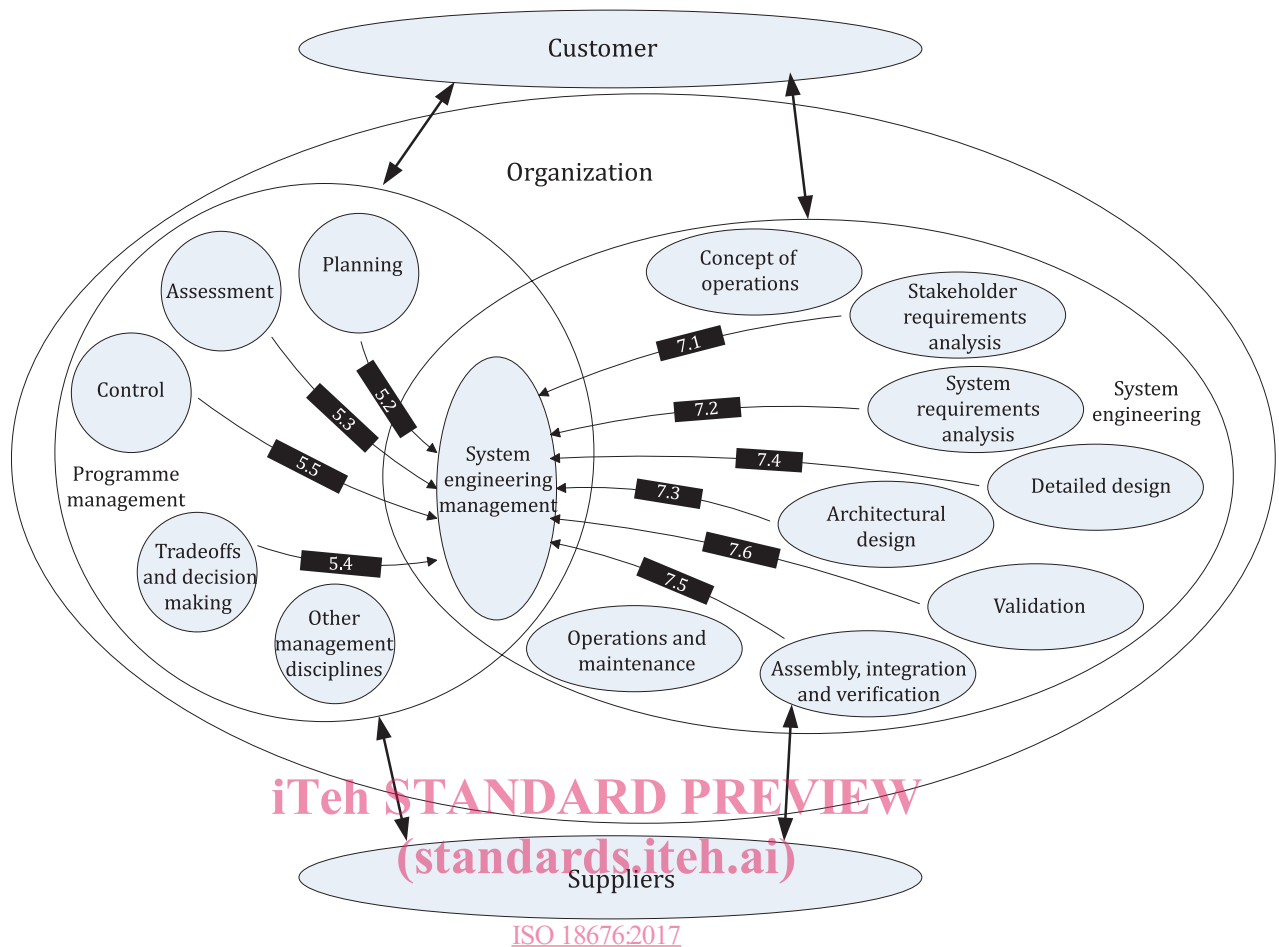 Customer
Organization
Planning
Assessment
Control
Programme
management
Tradeoffs
and decision
making
Other
management
disciplines
5.2
5.3
5.5
5.4
System
engineering
management
Concept of
operations
Stakeholder
requirements
analysis
System
requirements
analysis
System
engineering
Detailed design
Architectural
design
Validation
Operations and
maintenance
Assembly, integration
and verification
7.1
7.2
7.4
7.3
7.6
7.5
iTeh STANDARD PREVIEW
(standards.iteh.ai)
Suppliers
ISO 18676:2017